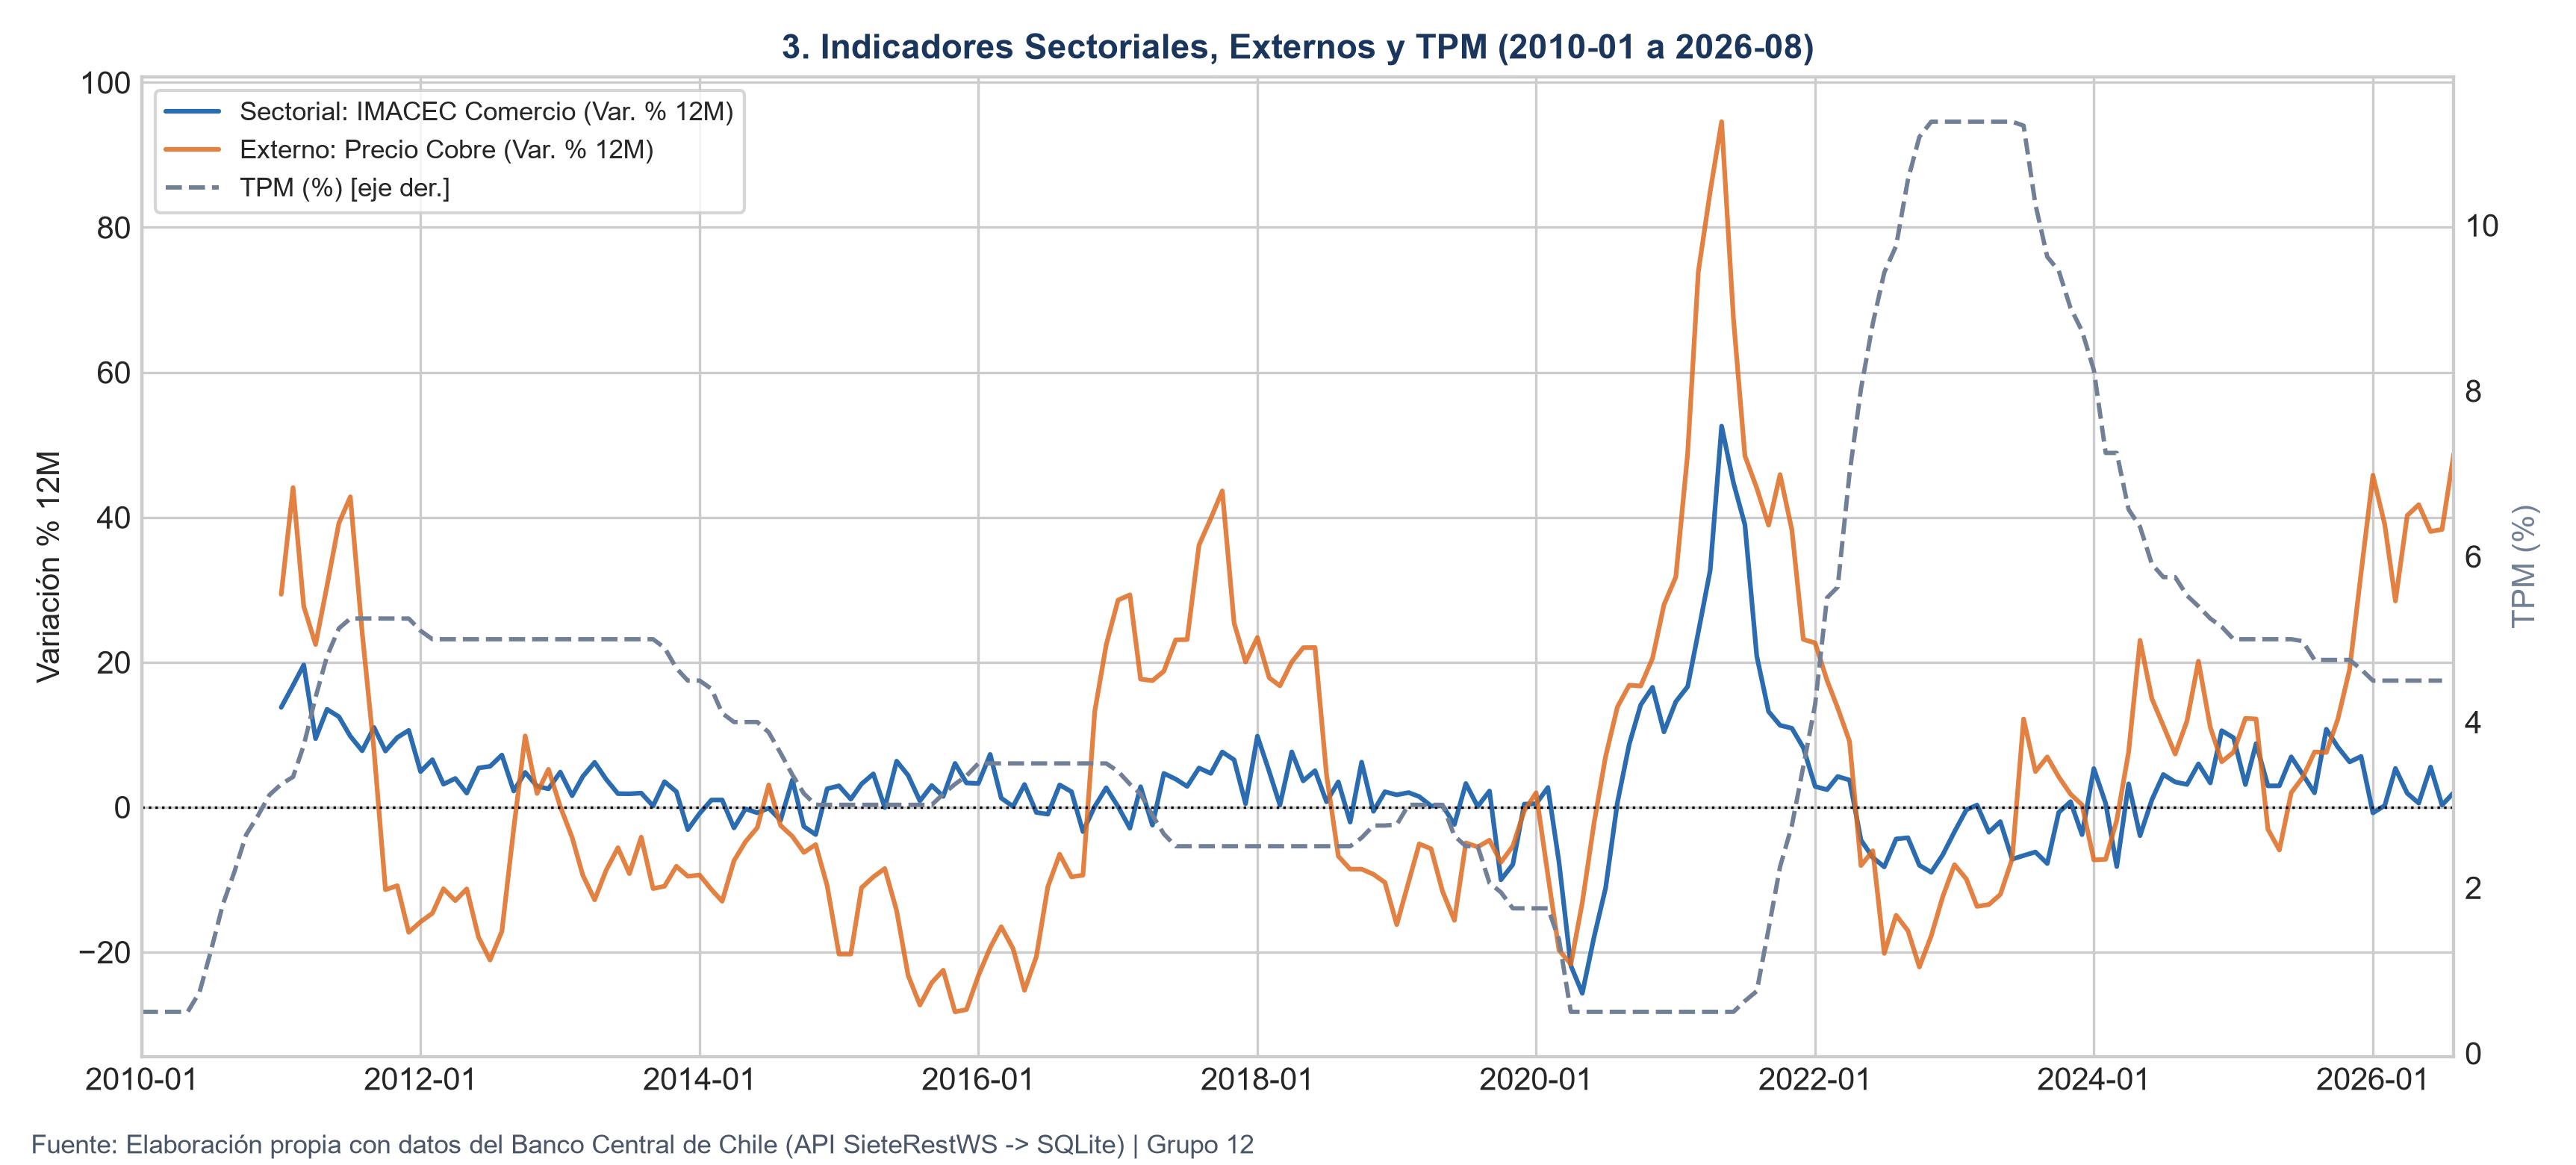 3. Indicadores Sectoriales, Externos y TPM (2010-01 a 2026-08)
Sectorial: IMACEC Comercio (Var. % 12M)
Externo: Precio Cobre (Var. % 12M)
TPM (%) [eje der.]
Variación % 12M
100
80
60
40
20
0
−20
TPM (%)
10
8
6
4
2
0
2010-01 2012-01 2014-01 2016-01 2018-01 2020-01 2022-01 2024-01 2026-01
Fuente: Elaboración propia con datos del Banco Central de Chile (API SieteRestWS -> SQLite) | Grupo 12